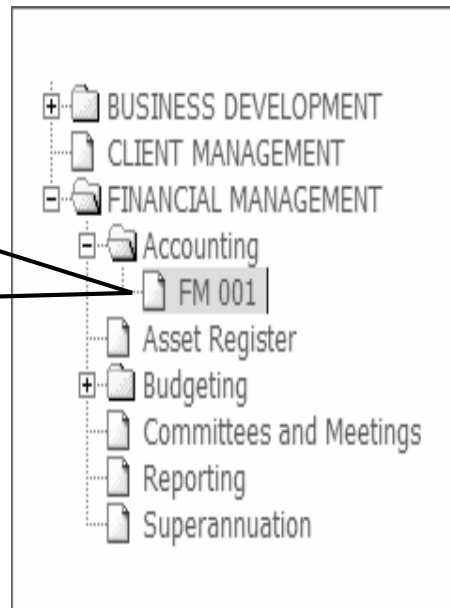 BUSINESS DEVELOPMENT
CLIENT MANAGEMENT
FINANCIAL MANAGEMENT
Accounting
FM 001
Asset Register
Budgeting
Committees and Meetings
Reporting
Superannuation